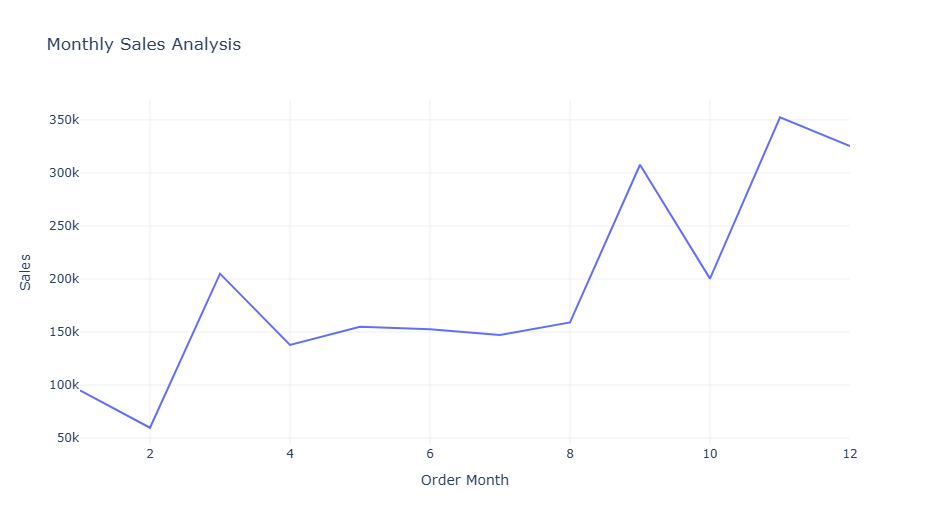 Monthly Sales Analysis
350k
300k
250k
200k
150k
100k
50k
Sales
2 4 6 8 10 12
Order Month